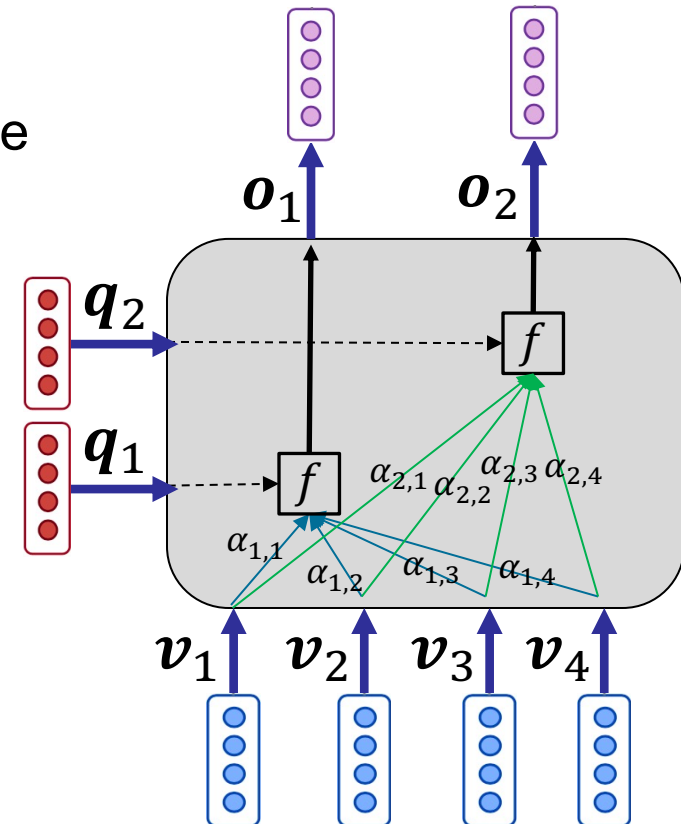 e
o₁ o₂
q₂
f
q₁
f
α₂,₁ α₂,₂ α₂,₃ α₂,₄
α₁,₁ α₁,₂ α₁,₃ α₁,₄
v₁ v₂ v₃ v₄